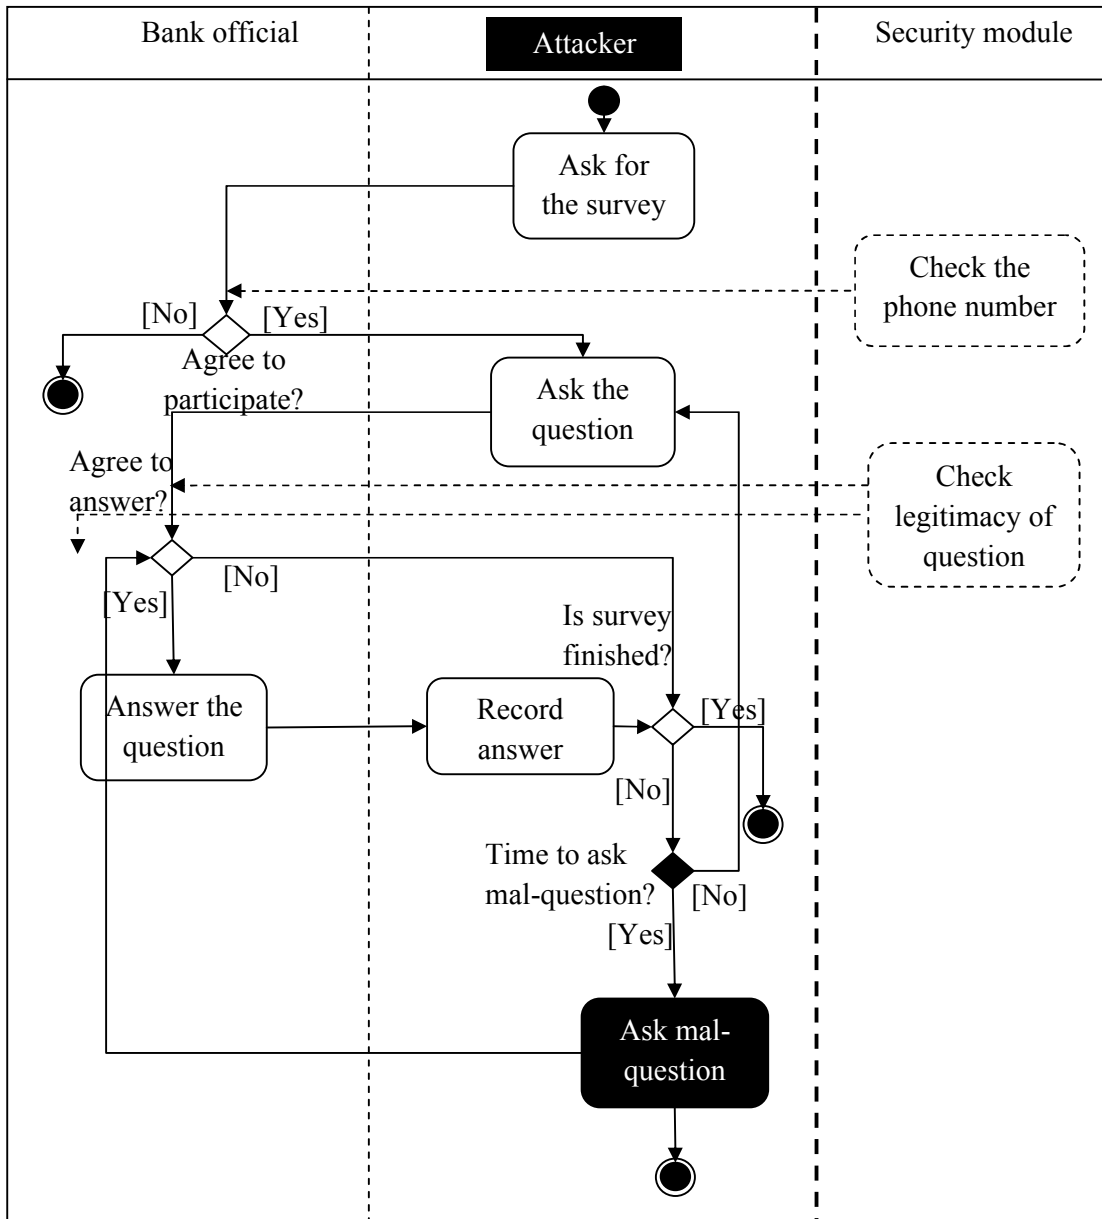 Bank official
Attacker
Security module
Ask for
the survey
Check the
phone number
[No]
[Yes]
Agree to
participate?
Ask the
question
Agree to
answer?
Check
legitimacy of
question
[No]
[Yes]
Is survey
finished?
Answer the
question
Record
answer
[Yes]
[No]
Time to ask
mal-question?
[No]
[Yes]
Ask mal-
question